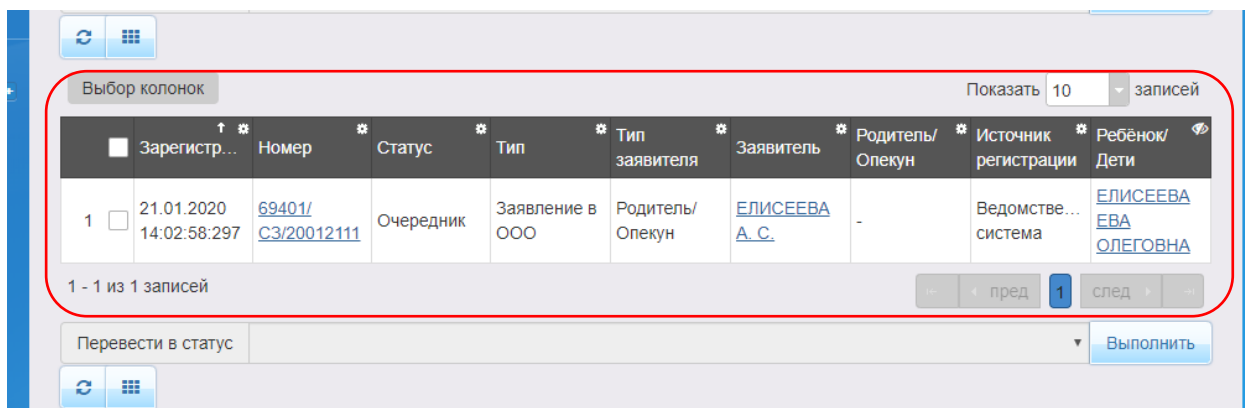 Выбор колонок
Показать 10 записей
Зарегистр... Номер Статус Тип Тип заявителя Заявитель Родитель/ Опекун Источник регистрации Ребёнок/ Дети
1 21.01.2020 14:02:58:297 69401/ СЗ/20012111 Очередник Заявление в ООО Родитель/ Опекун ЕЛИСЕЕВА А. С. - Ведомстве... система ЕЛИСЕЕВА ЕВА ОЛЕГОВНА
1 - 1 из 1 записей
пред 1 след
Перевести в статус
Выполнить